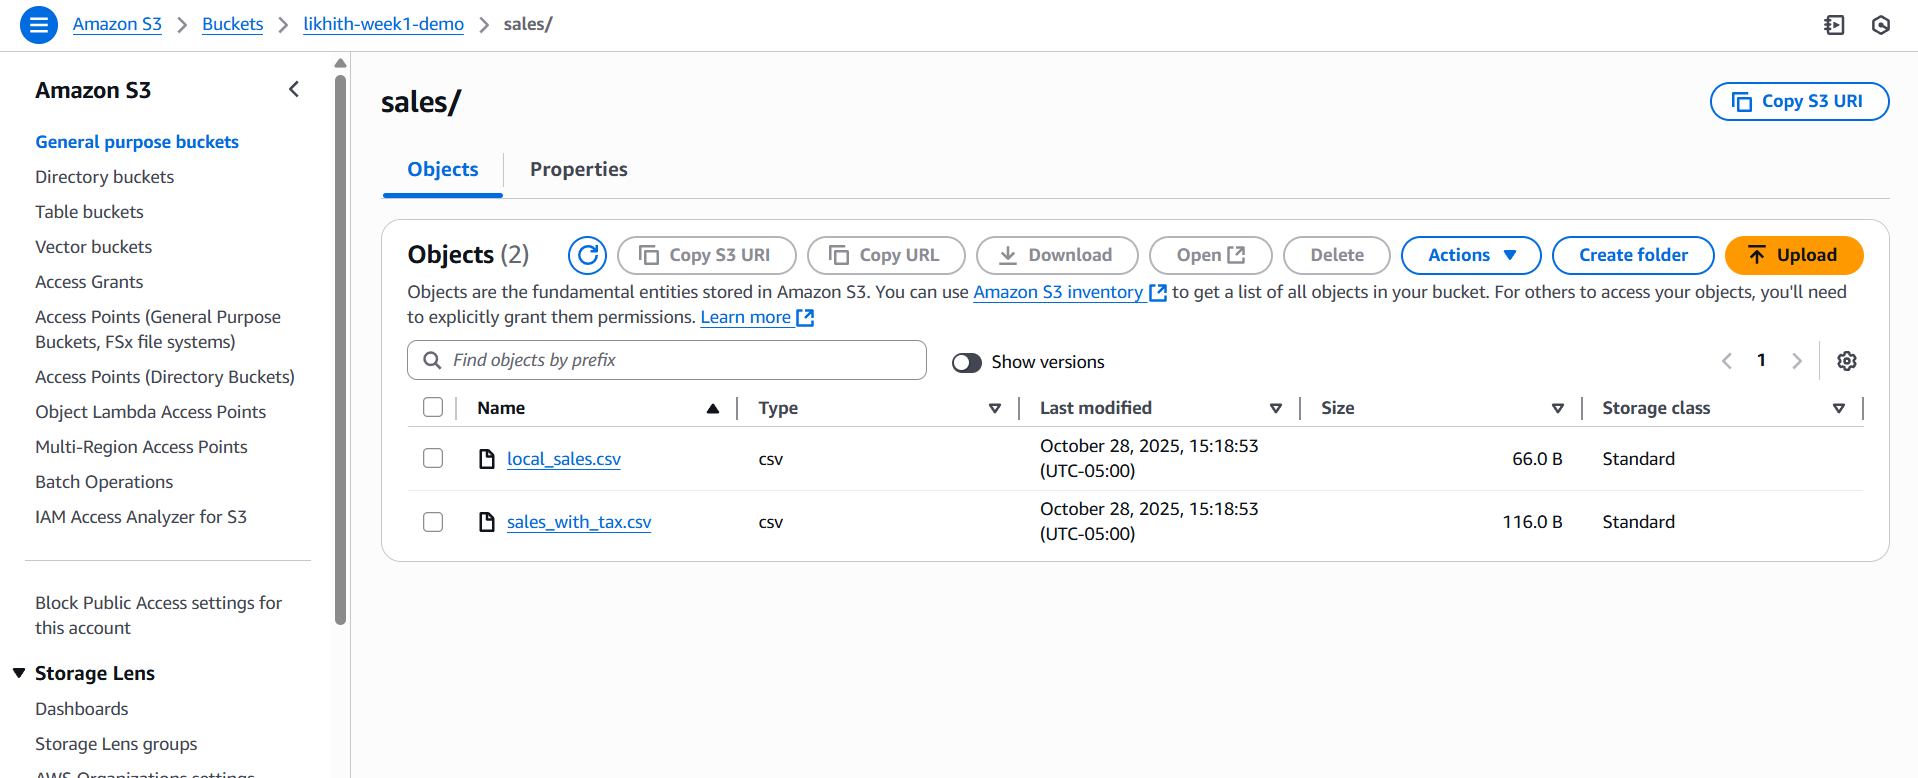 Amazon S3 > Buckets > likhith-week1-demo > sales/
Amazon S3
General purpose buckets
Directory buckets
Table buckets
Vector buckets
Access Grants
Access Points (General Purpose
Buckets, FSx file systems)
Access Points (Directory Buckets)
Object Lambda Access Points
Multi-Region Access Points
Batch Operations
IAM Access Analyzer for S3
Block Public Access settings for
this account
Storage Lens
Dashboards
Storage Lens groups
AWS Organizations settings
sales/
Copy S3 URI
Objects
Properties
Objects (2)
Copy S3 URI
Copy URL
Download
Open
Delete
Actions
Create folder
Upload
Objects are the fundamental entities stored in Amazon S3. You can use Amazon S3 inventory to get a list of all objects in your bucket. For others to access your objects, you'll need
to explicitly grant them permissions. Learn more
Find objects by prefix
Show versions
1
Name Type Last modified Size Storage class
local_sales.csv csv October 28, 2025, 15:18:53 (UTC-05:00) 66.0 B Standard
sales_with_tax.csv csv October 28, 2025, 15:18:53 (UTC-05:00) 116.0 B Standard